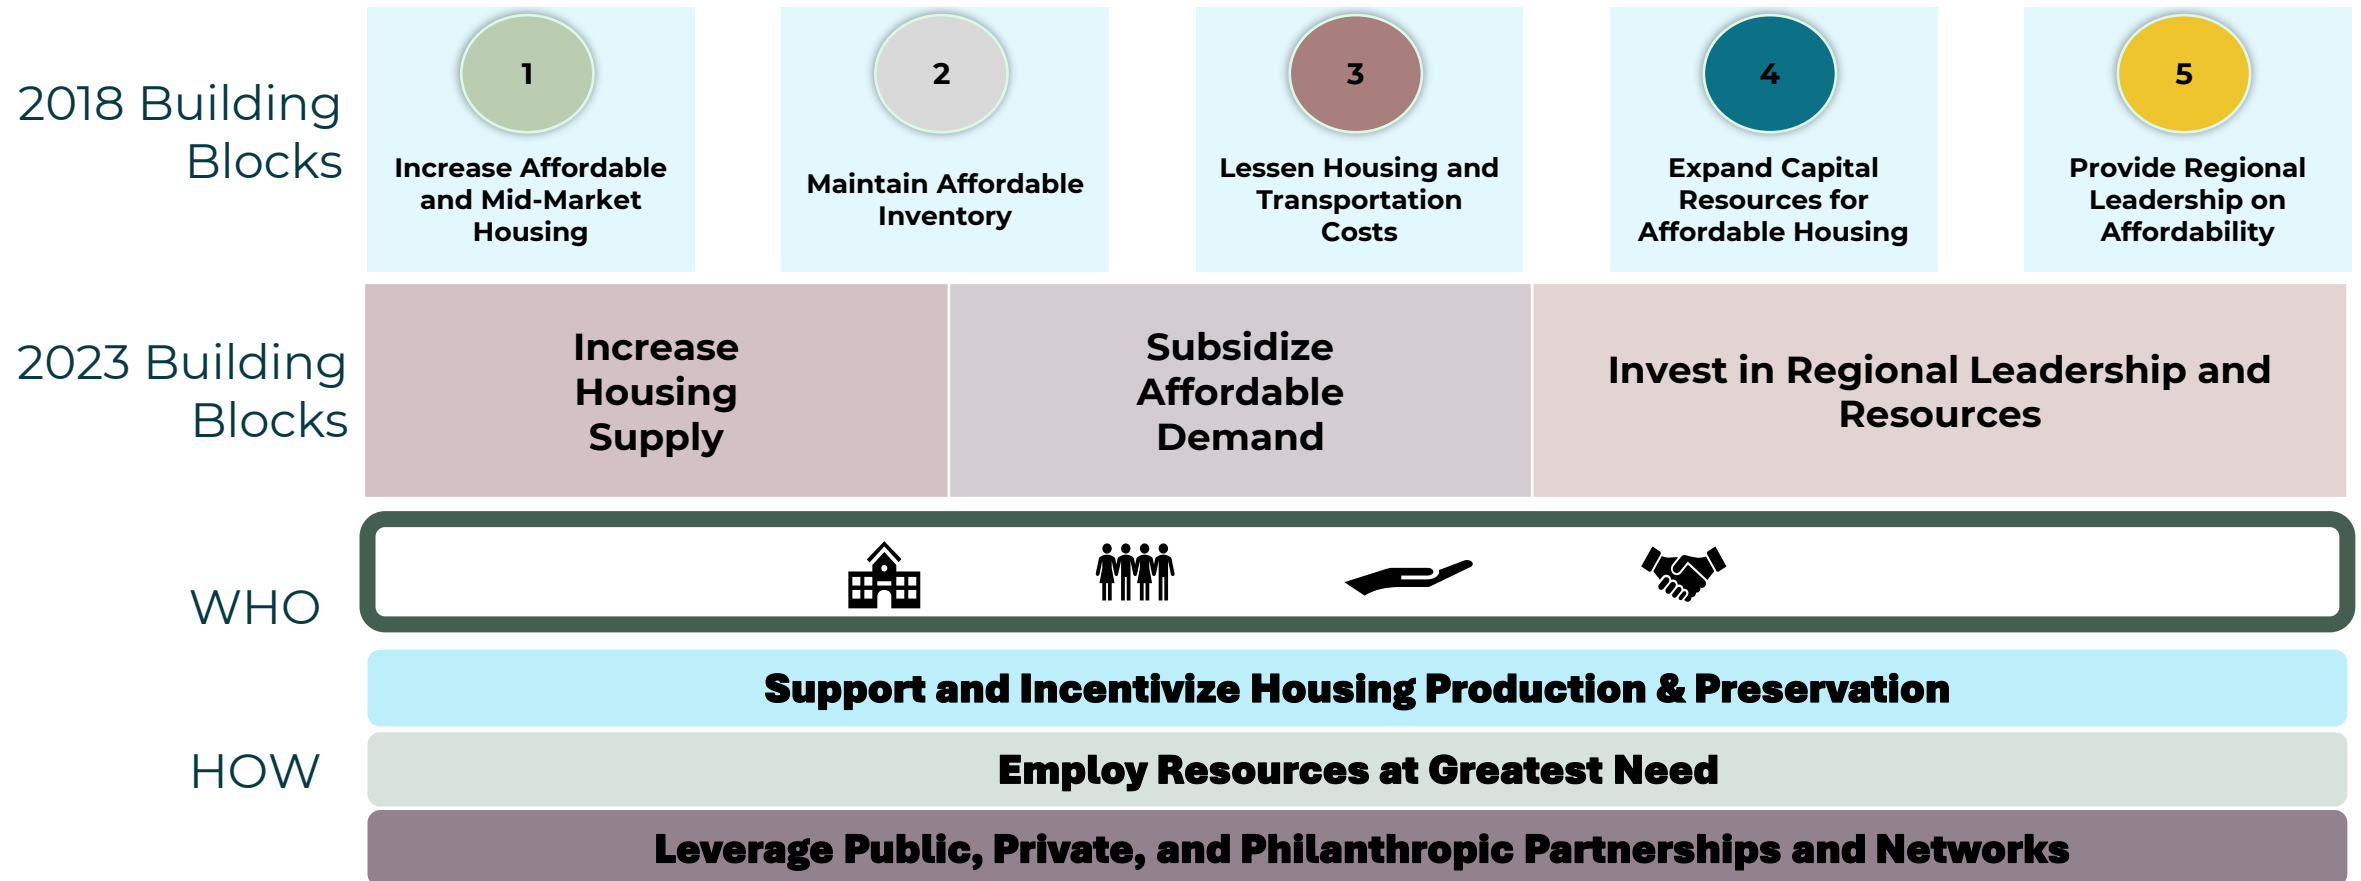 2018 Building
Blocks
1
Increase Affordable
and Mid-Market
Housing
2
Maintain Affordable
Inventory
3
Lessen Housing and
Transportation
Costs
4
Expand Capital
Resources for
Affordable Housing
5
Provide Regional
Leadership on
Affordability
2023 Building
Blocks
Increase
Housing
Supply
Subsidize
Affordable
Demand
Invest in Regional Leadership and
Resources
WHO
HOW
Support and Incentivize Housing Production & Preservation
Employ Resources at Greatest Need
Leverage Public, Private, and Philanthropic Partnerships and Networks